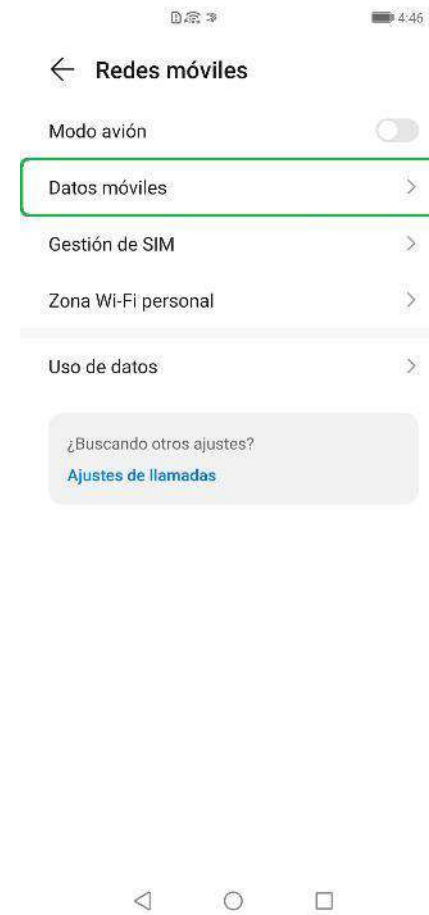 4:46
Redes móviles
Modo avión
Datos móviles
Gestión de SIM
Zona Wi-Fi personal
Uso de datos
¿Buscando otros ajustes?
Ajustes de llamadas